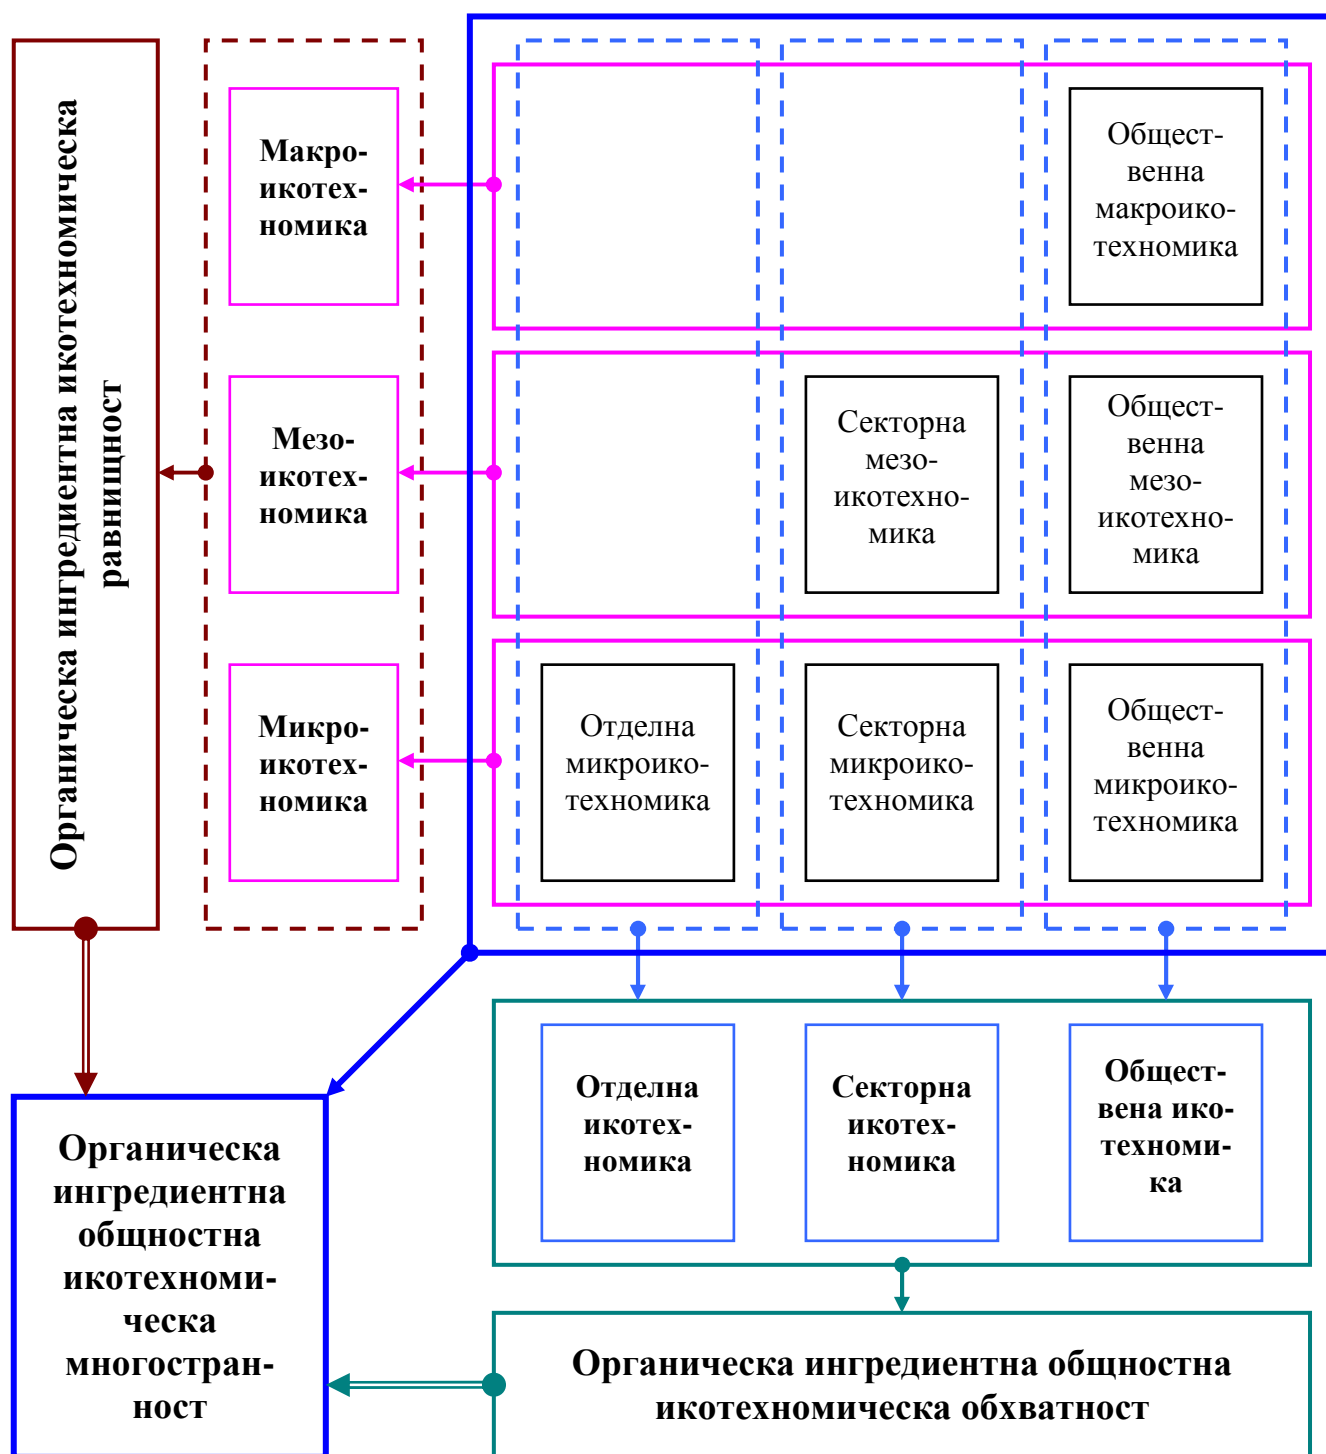 Органическа ингредиентна икотехномическа
равнищност
Макро-
икотех-
номика
Общест-
венна
макроико-
техномика
Мезо-
икотех-
номика
Секторна
мезо-
икотехно-
мика
Общест-
венна
мезо-
икотехно-
мика
Микро-
икотех-
номика
Отделна
микроико-
техномика
Секторна
микроико-
техномика
Общест-
венна
микроико-
техномика
Отделна
икотех-
номика
Секторна
икотех-
номика
Общест-
вена ико-
техноми-
ка
Органическа
ингредиентна
общностна
икотехноми-
ческа
многостран-
ност
Органическа ингредиентна общностна
икотехномическа обхватност